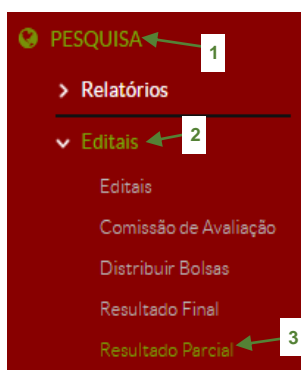 PESQUISA
1
Relatórios
Editais
2
Editais
Comissão de Avaliação
Distribuir Bolsas
Resultado Final
Resultado Parcial
3